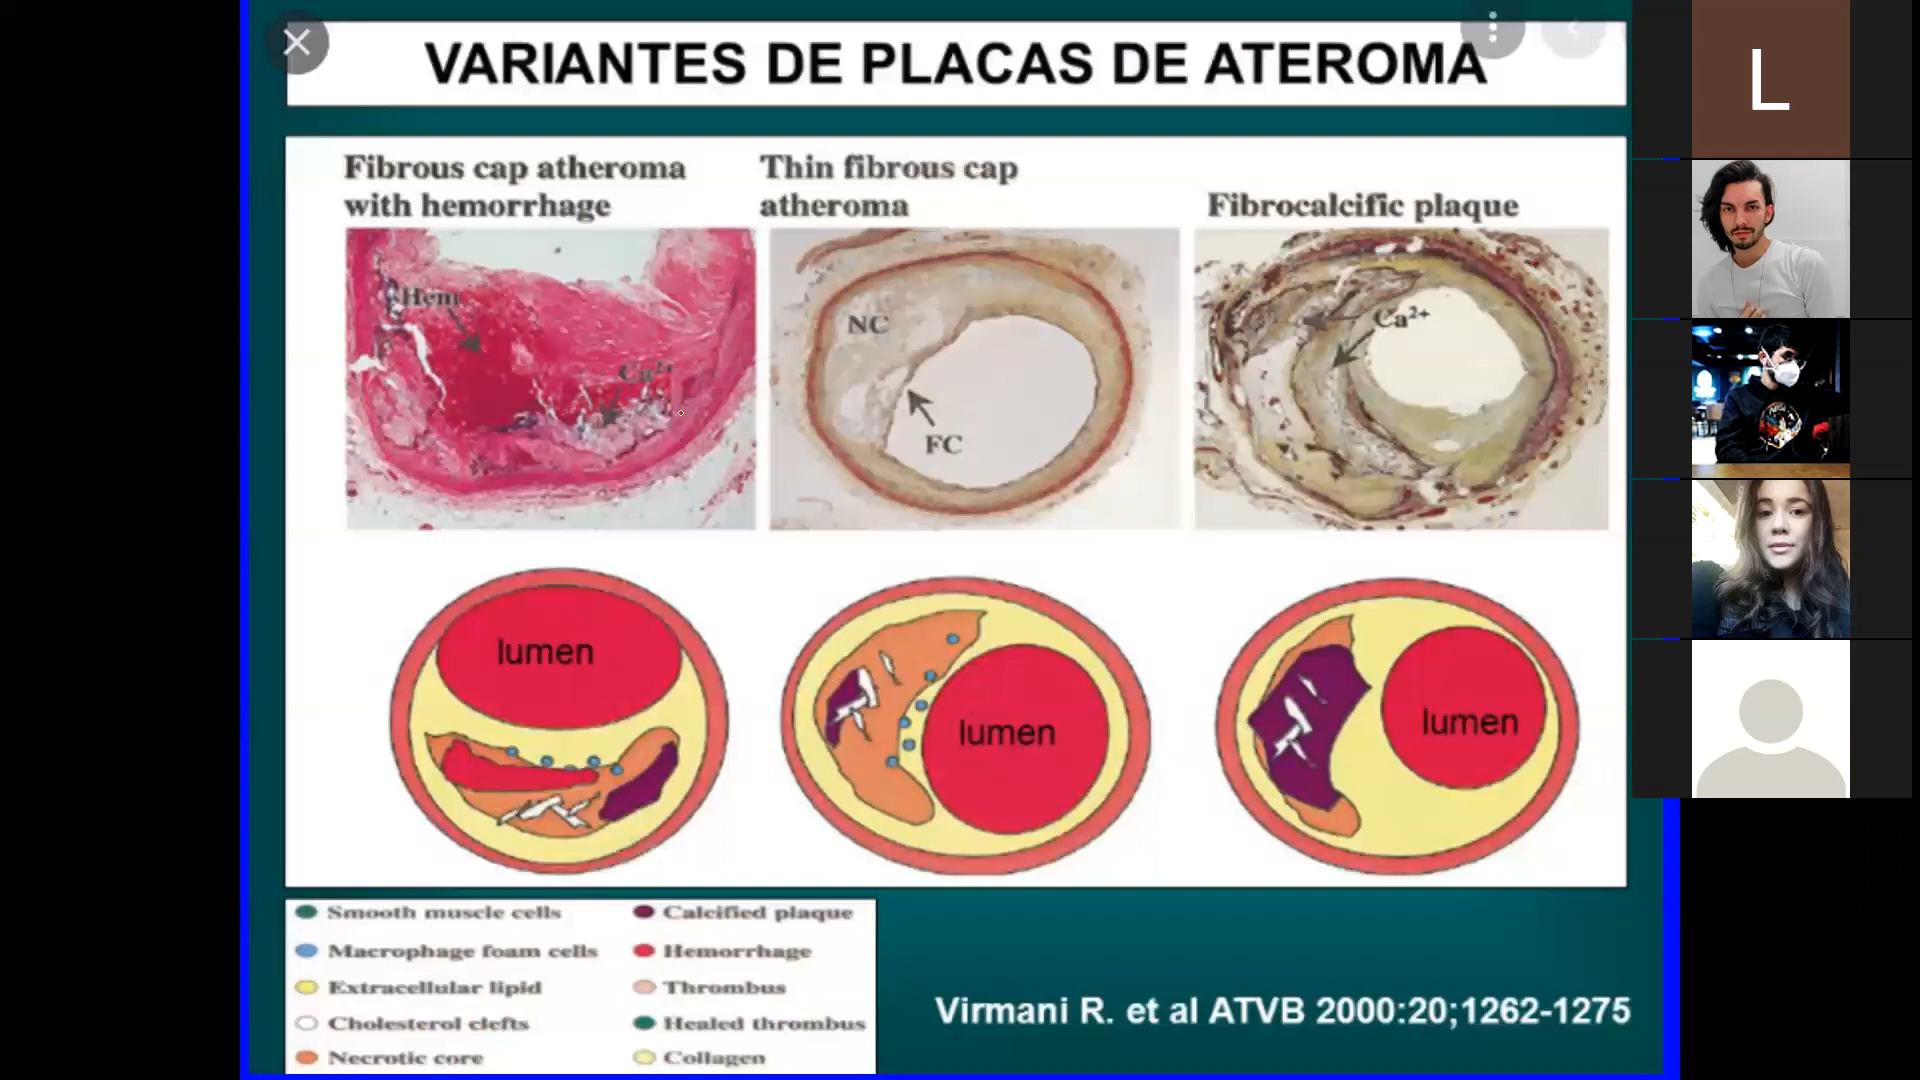 VARIANTES DE PLACAS DE ATEROMA
Fibrous cap atheroma
with hemorrhage
Thin fibrous cap
atheroma
Fibrocalcific plaque
Hem
Ca²⁺
NC
FC
Ca²⁺
lumen
lumen
lumen
Smooth muscle cells
Macrophage foam cells
Extracellular lipid
Cholesterol clefts
Necrotic core
Calcified plaque
Hemorrhage
Thrombus
Healed thrombus
Collagen
Virmani R. et al ATVB 2000:20;1262-1275
L